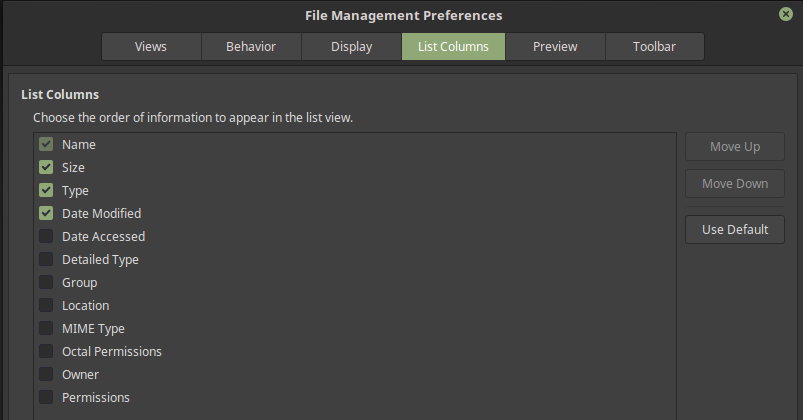 File Management Preferences
Views Behavior Display List Columns Preview Toolbar
List Columns
Choose the order of information to appear in the list view.
Name
Size
Type
Date Modified
Date Accessed
Detailed Type
Group
Location
MIME Type
Octal Permissions
Owner
Permissions
Move Up
Move Down
Use Default